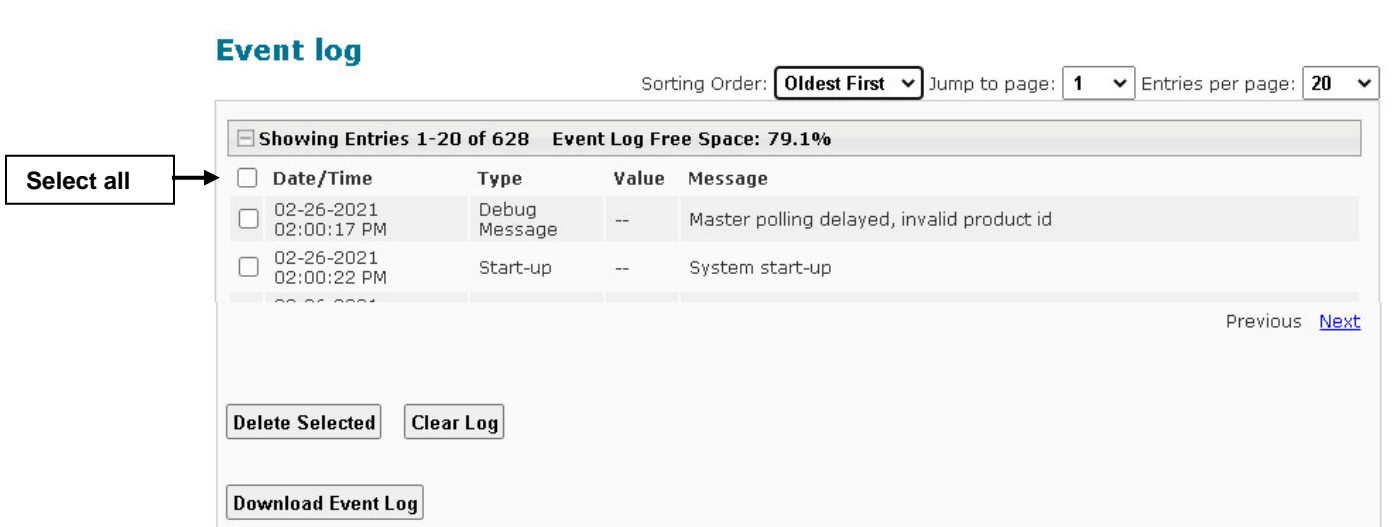 Event log
Sorting Order: Oldest First Jump to page: 1 Entries per page: 20
Showing Entries 1-20 of 628 Event Log Free Space: 79.1%
Select all
Date/Time Type Value Message
02-26-2021 02:00:17 PM Debug Message -- Master polling delayed, invalid product id
02-26-2021 02:00:22 PM Start-up -- System start-up
Previous Next
Delete Selected Clear Log
Download Event Log